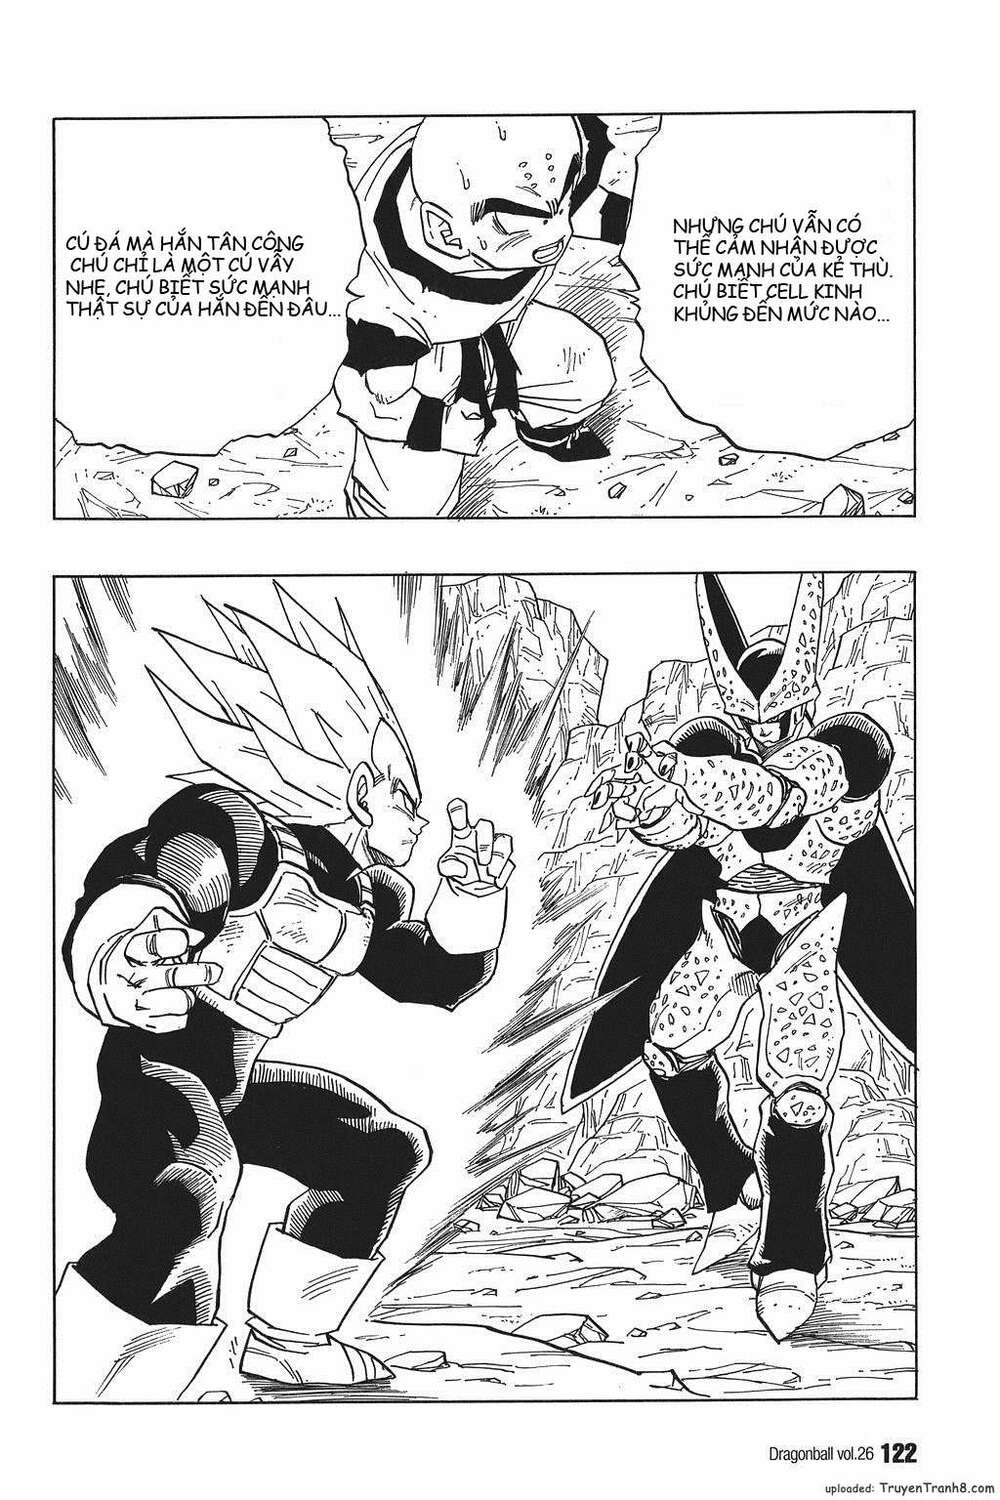 NHƯNG CHÚ VẪN CÓ
THỂ CẢM NHẬN ĐƯỢC
SỨC MẠNH CỦA KẺ THÙ.
CHÚ BIẾT CELL KINH
KHỦNG ĐẾN MỨC NÀO...
CÚ ĐÁ MÀ HẮN TÂN CÔNG
CHÚ CHỈ LÀ MỘT CÚ VẨY
NHẸ, CHÚ BIẾT SỨC MẠNH
THẬT SỰ CỦA HẮN ĐẾN ĐÂU...
Dragonball vol.26 122
uploaded: TruyenTranh8.com